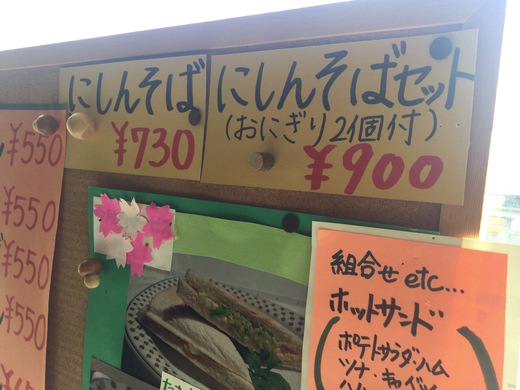 にしんそば
¥730
にしんそばセット
(おにぎり2個付)
¥900
¥550
¥550
¥550
¥550
組合せ etc...
ホットサンド
ポテトサラダ・ハム
ツナ・キャベツ
ハム